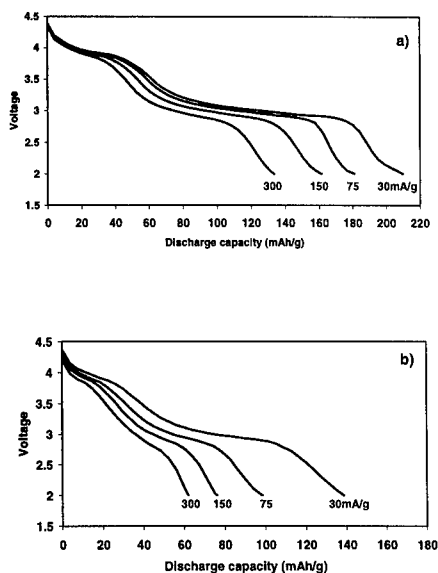 4.5
a)
4
3.5
Voltage
3
2.5
2
300 150 75 30mA/g
1.5
0 20 40 60 80 100 120 140 160 180 200 220
Discharge capacity (mAh/g)
4.5
b)
4
3.5
Voltage
3
2.5
2
300 150 75 30mA/g
1.5
0 20 40 60 80 100 120 140 160 180
Discharge capacity (mAh/g)